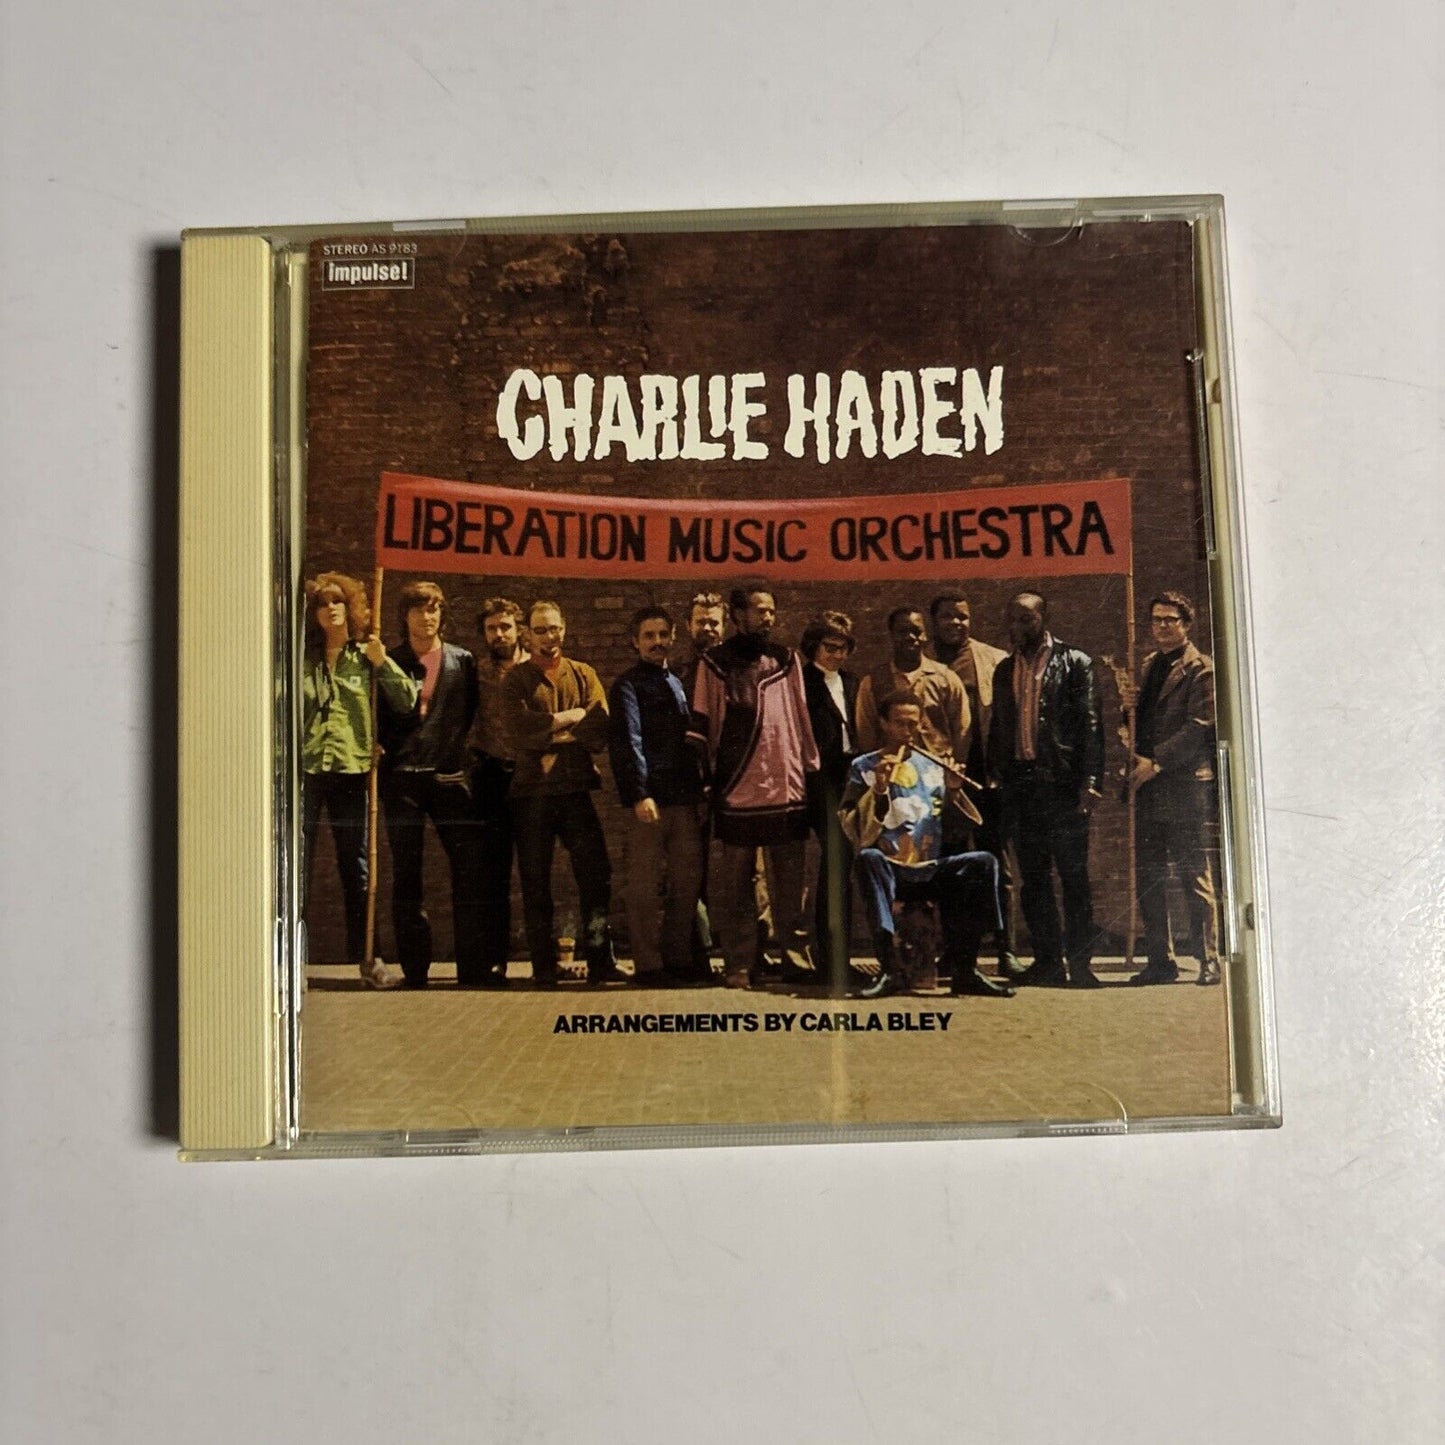 STEREO AS 9183
impulse!
CHARLIE HADEN
LIBERATION MUSIC ORCHESTRA
ARRANGEMENTS BY CARLA BLEY